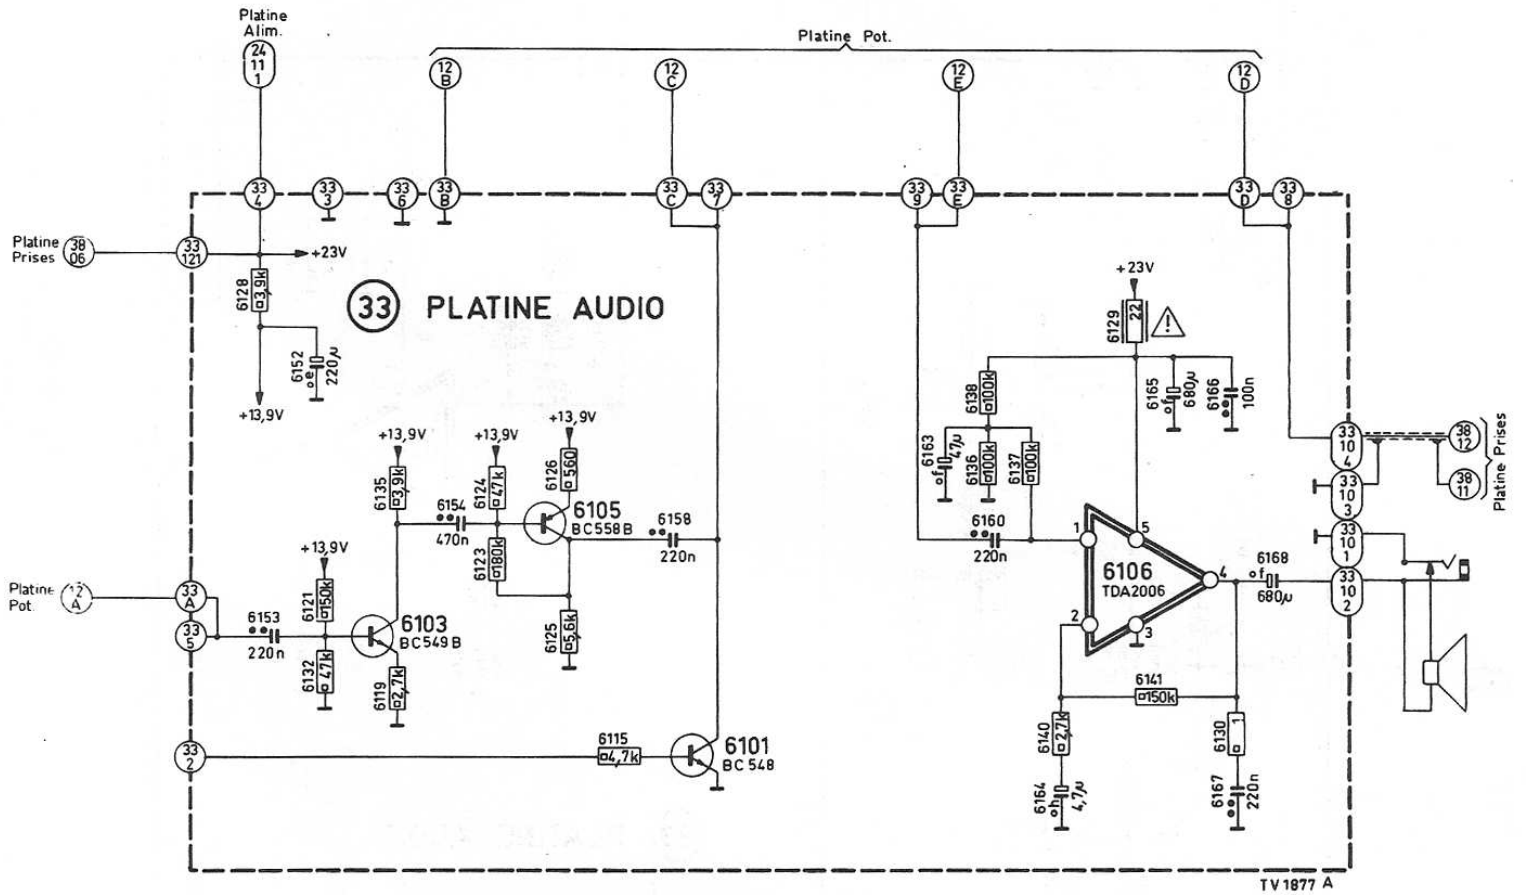 Platine
Alim.
24
11
1
Platine Pot.
12
B
12
C
12
E
12
D
33
4
33
3
33
6
33
B
33
C
33
7
33
9
33
E
33
D
33
8
Platine
Prises
38
06
33
121
+23V
6128
3,9k
6152
220µ
e
+13,9V
33 PLATINE AUDIO
+23V
6129
22
!
6138
100k
6163
47µ
f
6136
100k
6137
100k
6165
680µ
f
6166
100n
+13,9V
6135
3,9k
+13,9V
6124
47k
+13,9V
6126
560
6154
470n
6105
BC558B
6123
180k
6158
220n
6125
5,6k
+13,9V
6121
150k
Platine
Pot.
12
A
33
A
33
5
6153
220n
6132
47k
6103
BC549B
6119
2,7k
33
2
6115
4,7k
6101
BC548
6160
220n
1
5
6106
TDA2006
4
2
3
6168
f
680µ
6141
150k
6140
2,7k
6130
1
6164
4,7µ
h
6167
220n
33
10
4
33
10
3
33
10
1
33
10
2
38
12
38
11
Platine Prises
TV1877 A